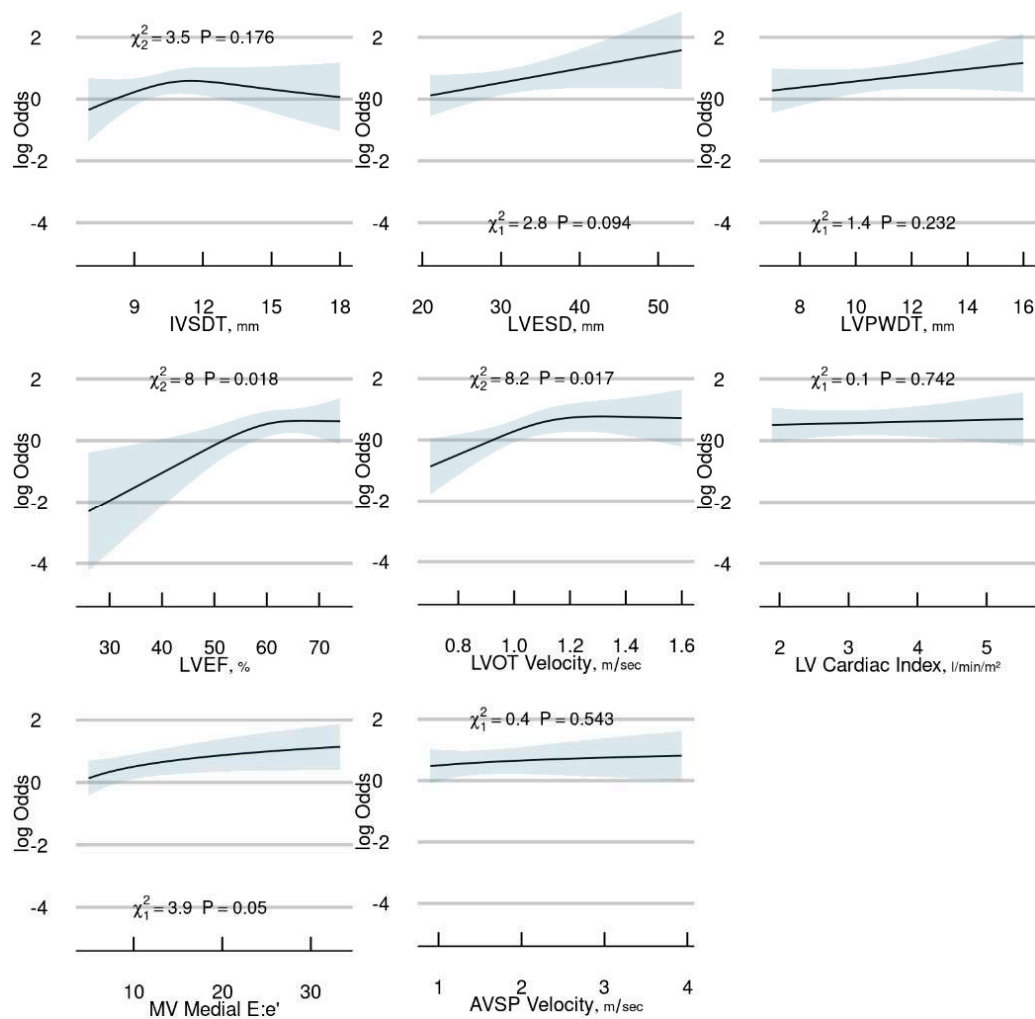 2
0
-2
-4
log Odds
χ²₂ = 3.5 P = 0.176
9 12 15 18
IVSDT, mm
2
0
-2
-4
log Odds
χ²₁ = 2.8 P = 0.094
20 30 40 50
LVESD, mm
2
0
-2
-4
log Odds
χ²₁ = 1.4 P = 0.232
8 10 12 14 16
LVPWDT, mm
2
0
-2
-4
log Odds
χ²₂ = 8 P = 0.018
30 40 50 60 70
LVEF, %
2
0
-2
-4
log Odds
χ²₂ = 8.2 P = 0.017
0.8 1.0 1.2 1.4 1.6
LVOT Velocity, m/sec
2
0
-2
-4
log Odds
χ²₁ = 0.1 P = 0.742
2 3 4 5
LV Cardiac Index, l/min/m²
2
0
-2
-4
log Odds
χ²₁ = 3.9 P = 0.05
10 20 30
MV Medial E:e'
2
0
-2
-4
log Odds
χ²₁ = 0.4 P = 0.543
1 2 3 4
AVSP Velocity, m/sec